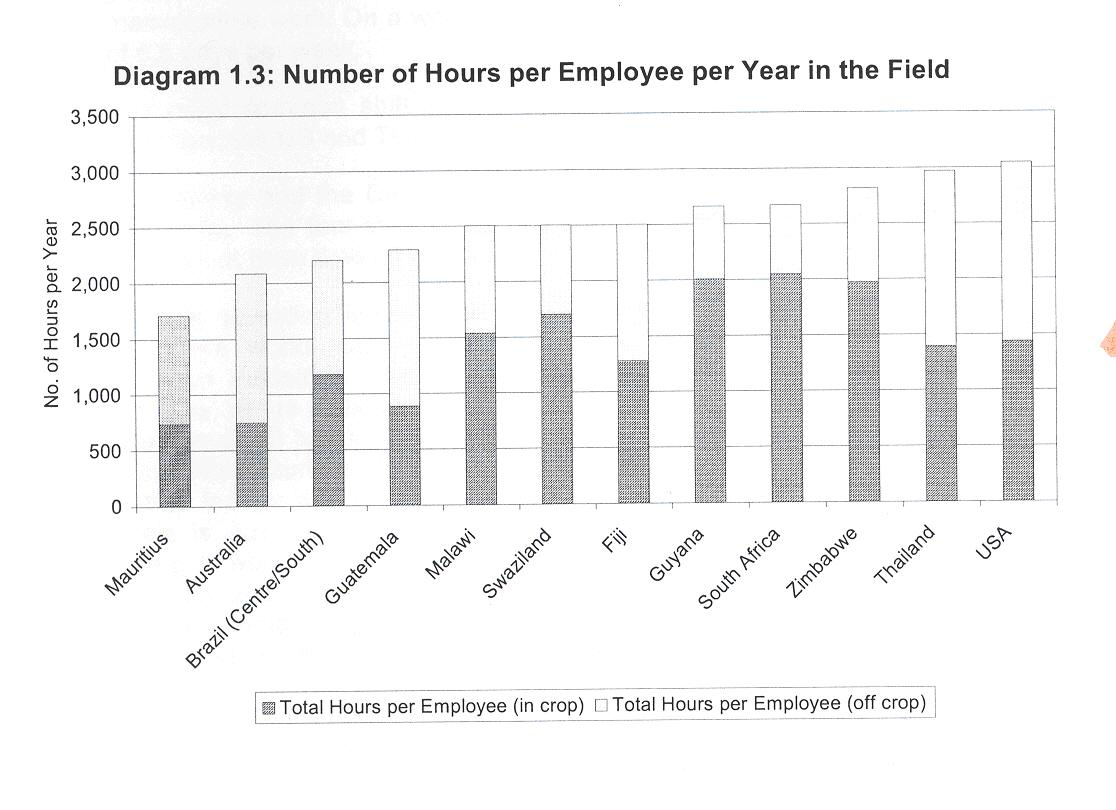 Diagram 1.3: Number of Hours per Employee per Year in the Field
No. of Hours per Year
3,500
3,000
2,500
2,000
1,500
1,000
500
0
Mauritius
Australia
Brazil (Centre/South)
Guatemala
Malawi
Swaziland
Fiji
Guyana
South Africa
Zimbabwe
Thailand
USA
Total Hours per Employee (in crop)
Total Hours per Employee (off crop)